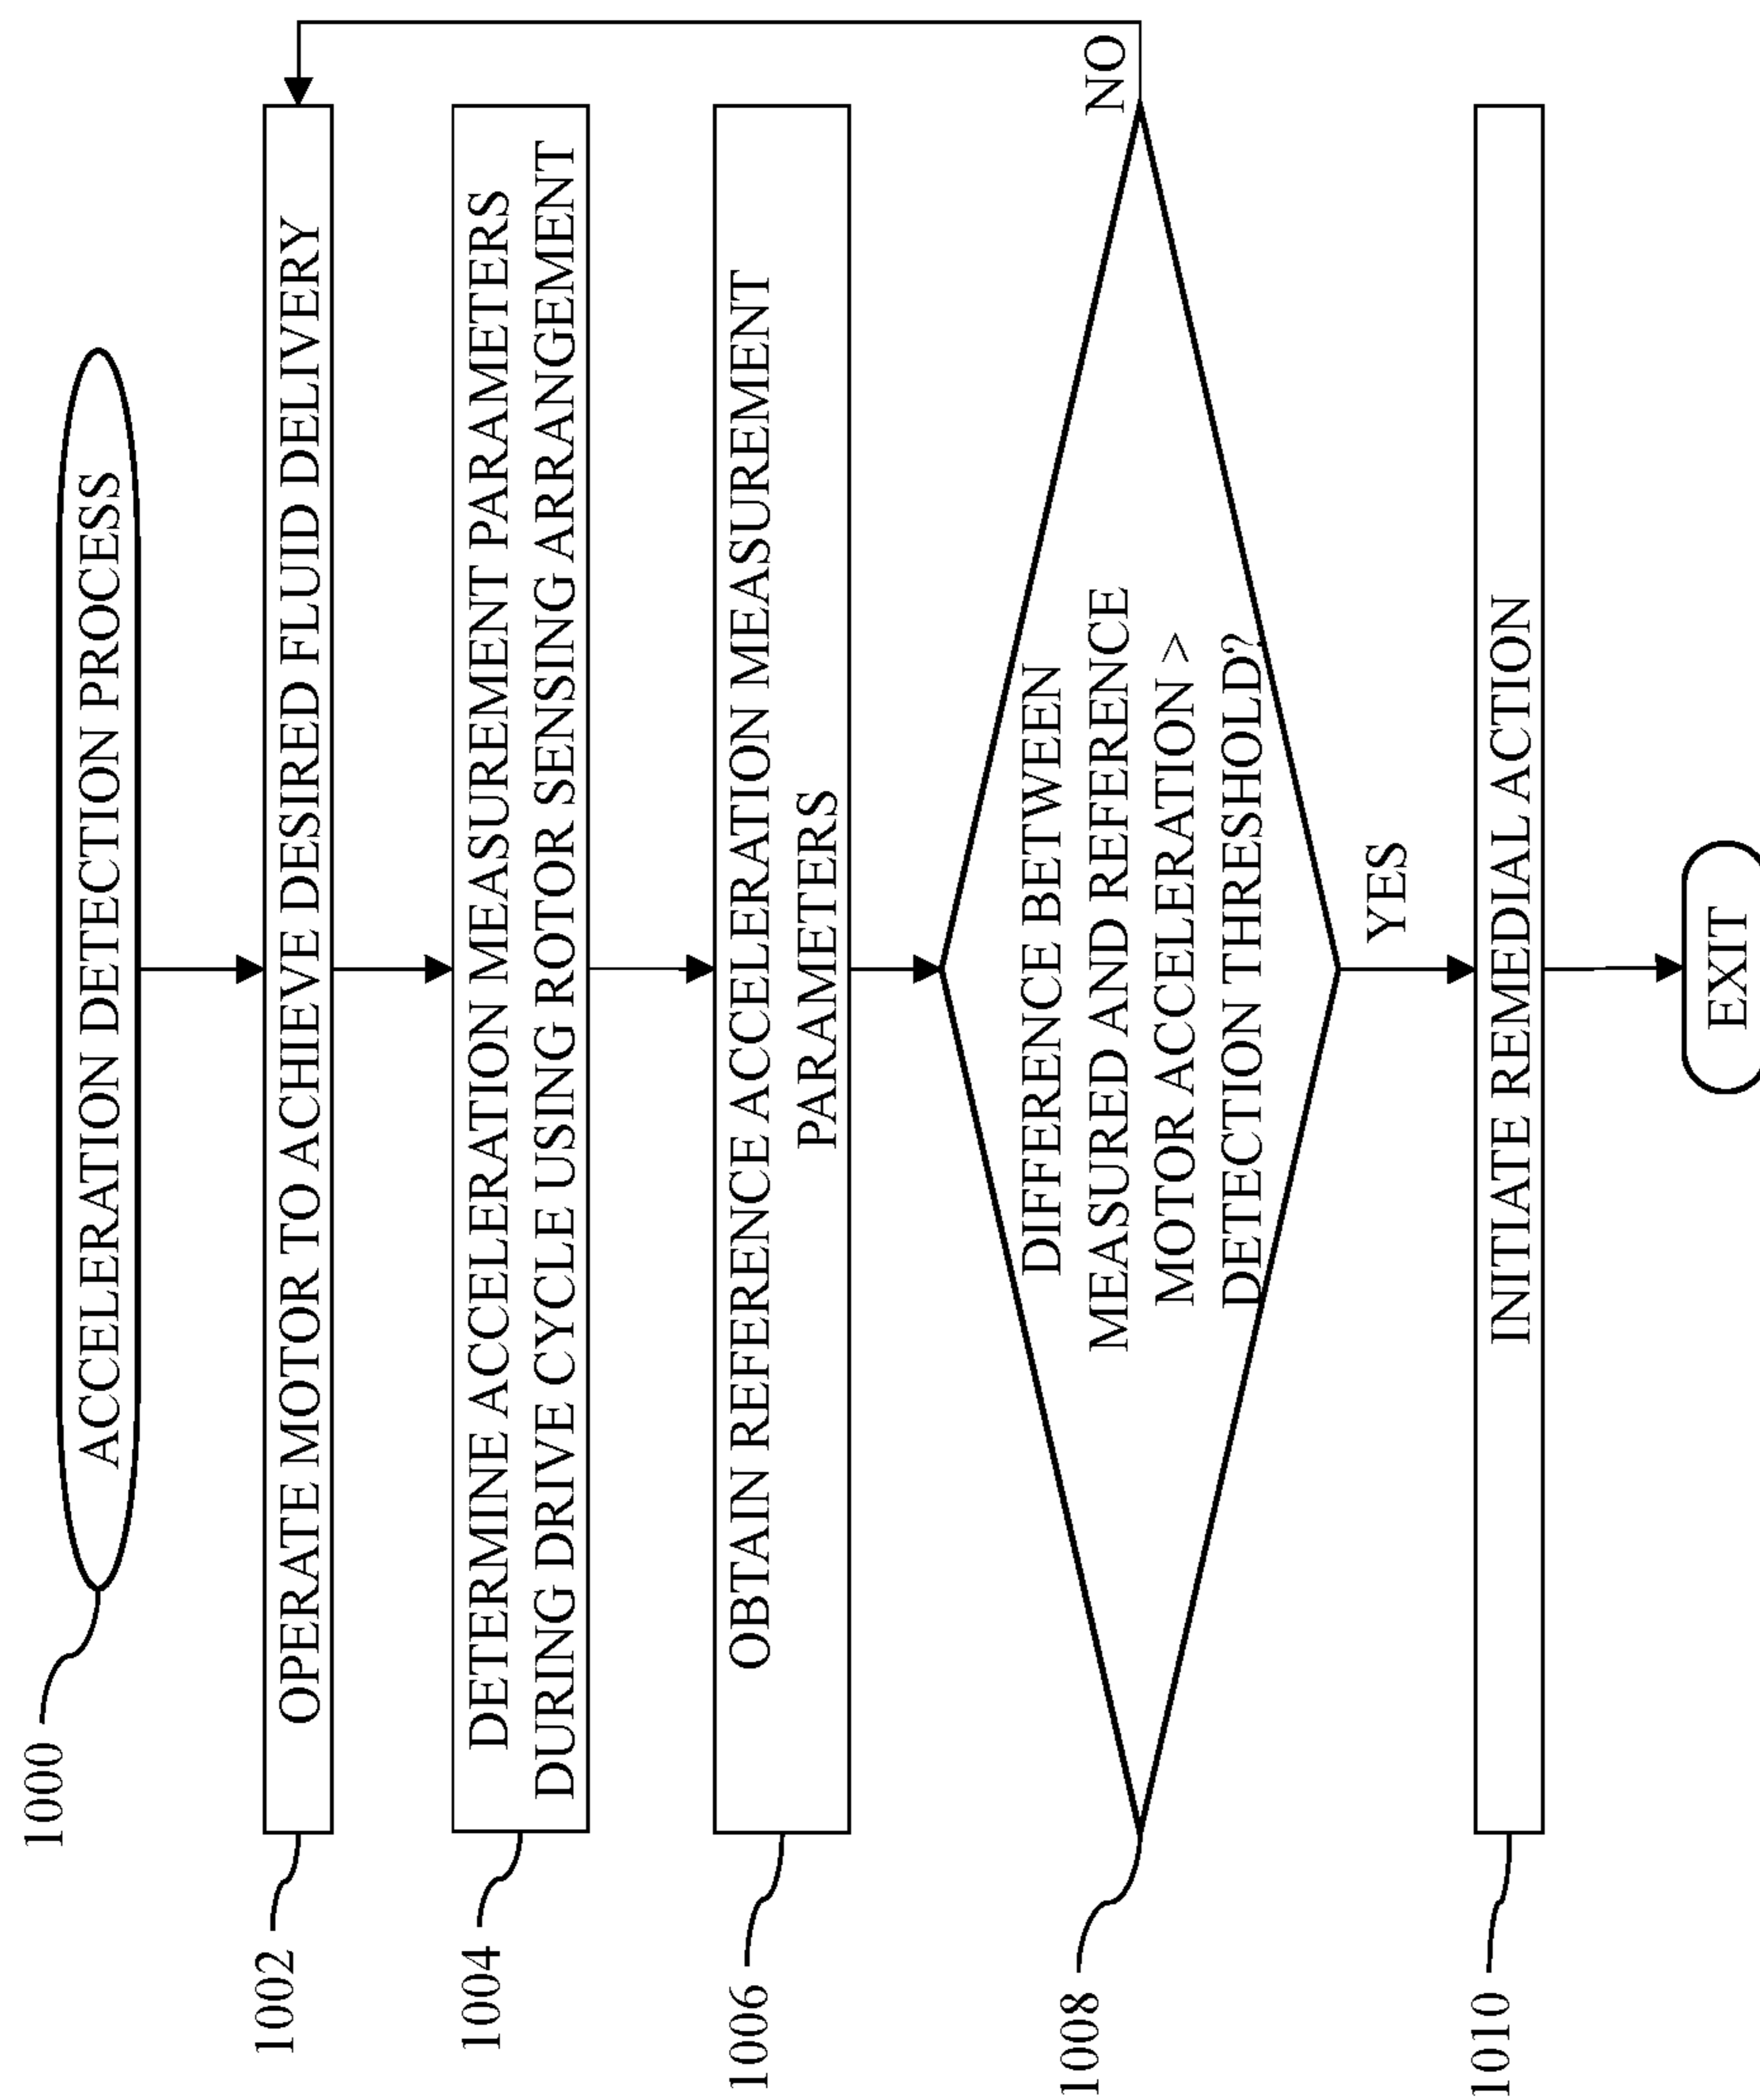 1000
ACCELERATION DETECTION PROCESS
1002
OPERATE MOTOR TO ACHIEVE DESIRED FLUID DELIVERY
1004
DETERMINE ACCELERATION MEASUREMENT PARAMETERS
DURING DRIVE CYCLE USING ROTOR SENSING ARRANGEMENT
1006
OBTAIN REFERENCE ACCELERATION MEASUREMENT
PARAMETERS
1008
DIFFERENCE BETWEEN
MEASURED AND REFERENCE
MOTOR ACCELERATION >
DETECTION THRESHOLD?
NO
YES
1010
INITIATE REMEDIAL ACTION
EXIT